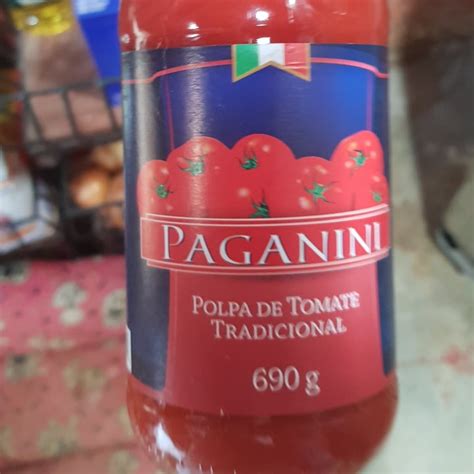 PAGANINI
POLPA DE TOMATE
TRADICIONAL
690 g